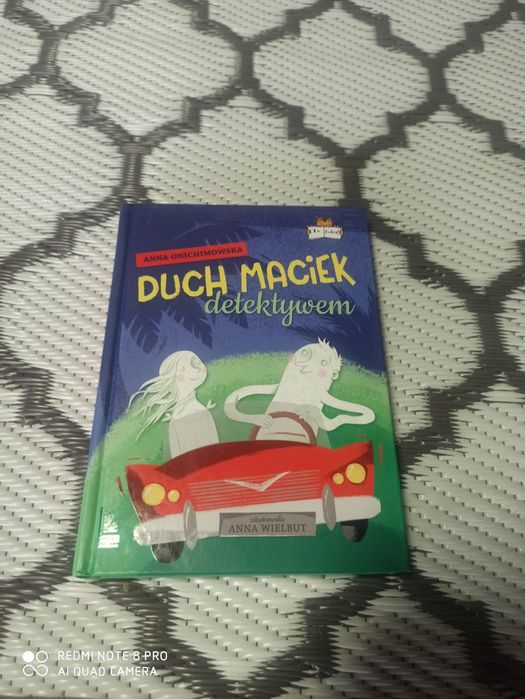 ANNA ONICHIMOWSKA
DUCH MACIEK
detektywem
ilustrowała
ANNA WIELBUT
REDMI NOTE 8 PRO
AI QUAD CAMERA